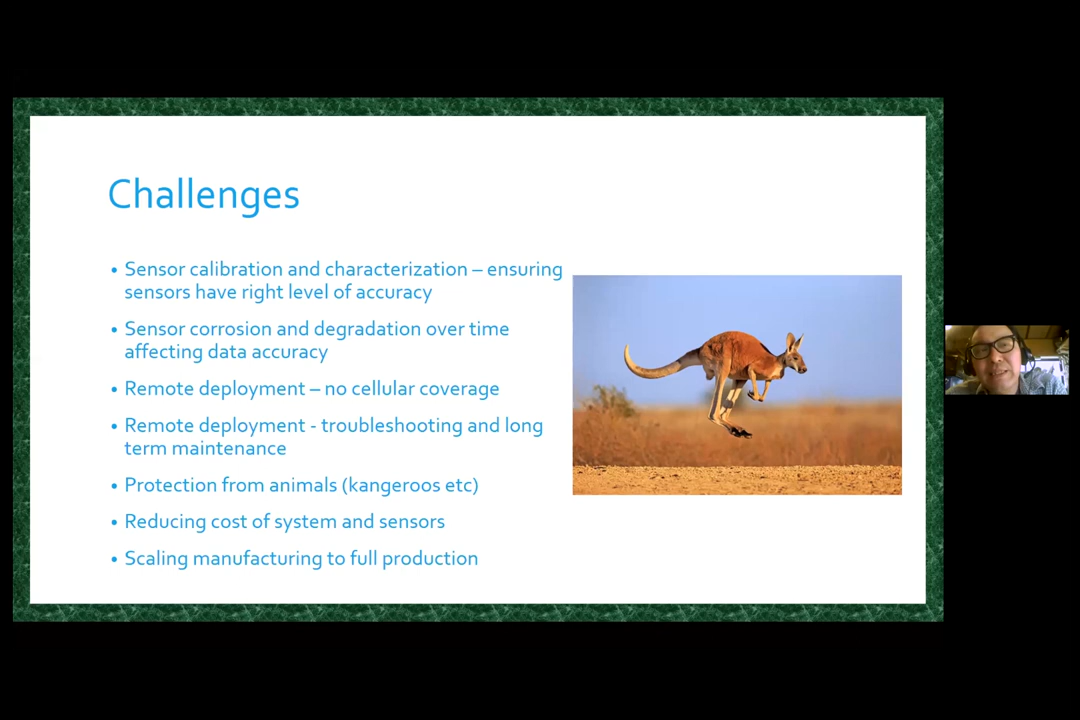 Challenges
• Sensor calibration and characterization – ensuring
sensors have right level of accuracy
• Sensor corrosion and degradation over time
affecting data accuracy
• Remote deployment – no cellular coverage
• Remote deployment - troubleshooting and long
term maintenance
• Protection from animals (kangeroos etc)
• Reducing cost of system and sensors
• Scaling manufacturing to full production